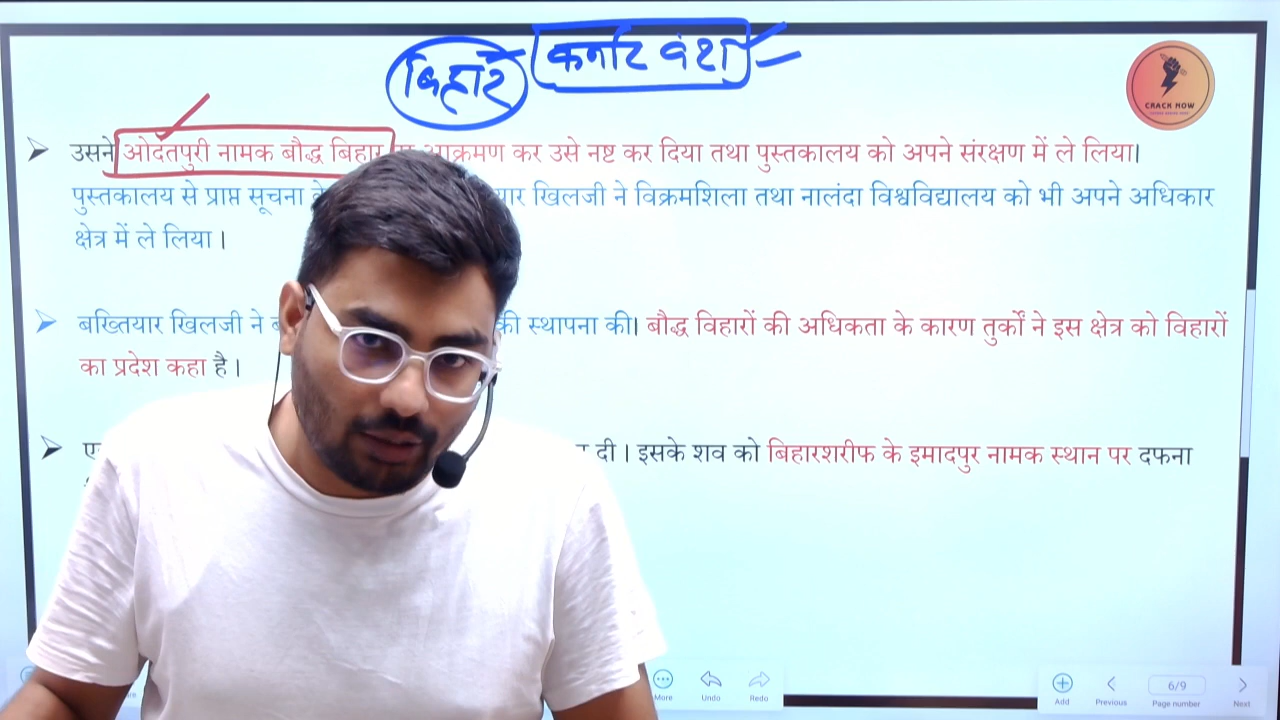 बिहार कर्नाट वंश
CRACK NOW
उसने ओदंतपुरी नामक बौद्ध बिहार आक्रमण कर उसे नष्ट कर दिया तथा पुस्तकालय को अपने संरक्षण में ले लिया।
पुस्तकालय से प्राप्त सूचना खिलजी ने विक्रमशिला तथा नालंदा विश्वविद्यालय को भी अपने अधिकार
क्षेत्र में ले लिया ।
बख्तियार खिलजी ने की स्थापना की। बौद्ध विहारों की अधिकता के कारण तुर्कों ने इस क्षेत्र को विहारों
का प्रदेश कहा है ।
दी । इसके शव को बिहारशरीफ के इमादपुर नामक स्थान पर दफना
More Undo Redo Add Previous 6/9 Page number Next